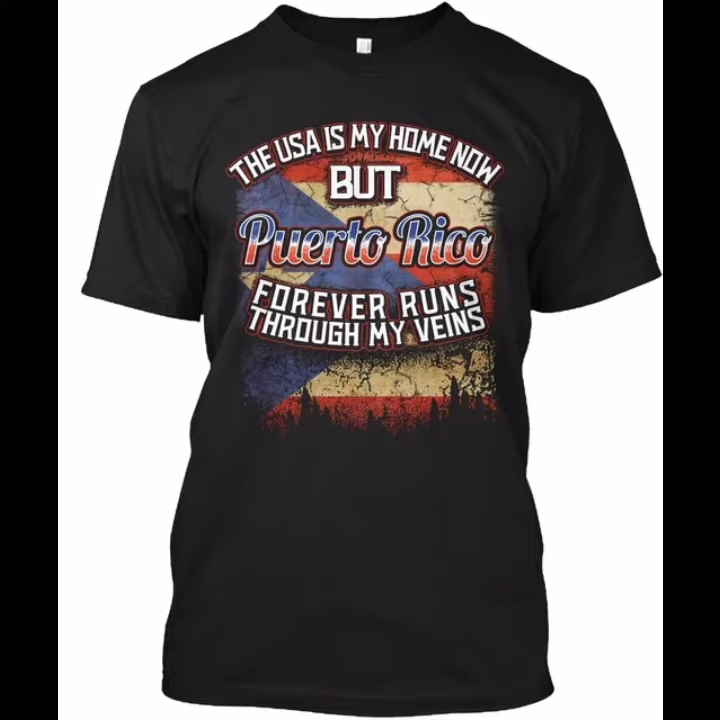 THE USA IS MY HOME NOW
BUT
Puerto Rico
FOREVER RUNS
THROUGH MY VEINS